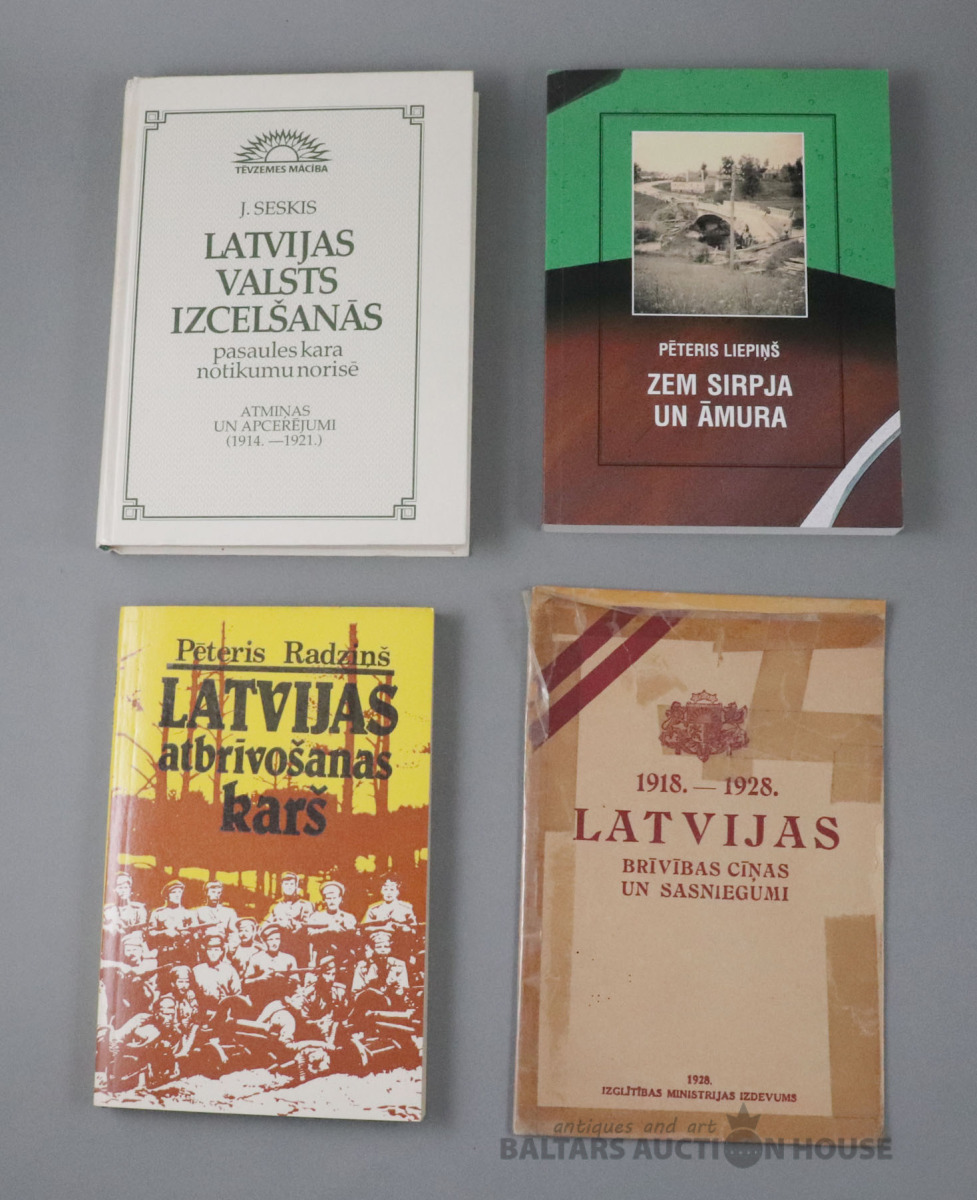 TĒVZEMES MĀCĪBA
J. SESKIS
LATVIJAS
VALSTS
IZCELŠANĀS
pasaules kara
notikumu norisē
ATMIŅAS
UN APCERĒJUMI
(1914. —1921.)
PĒTERIS LIEPIŅŠ
ZEM SIRPJA
UN ĀMURA
Pēteris Radziņš
LATVIJAS
atbrīvošanas
karš
1918. — 1928.
LATVIJAS
BRĪVĪBAS CĪŅAS
UN SASNIEGUMI
1928.
IZGLĪTĪBAS MINISTRIJAS IZDEVUMS
antiques and art
BALTARS AUCTION HOUSE